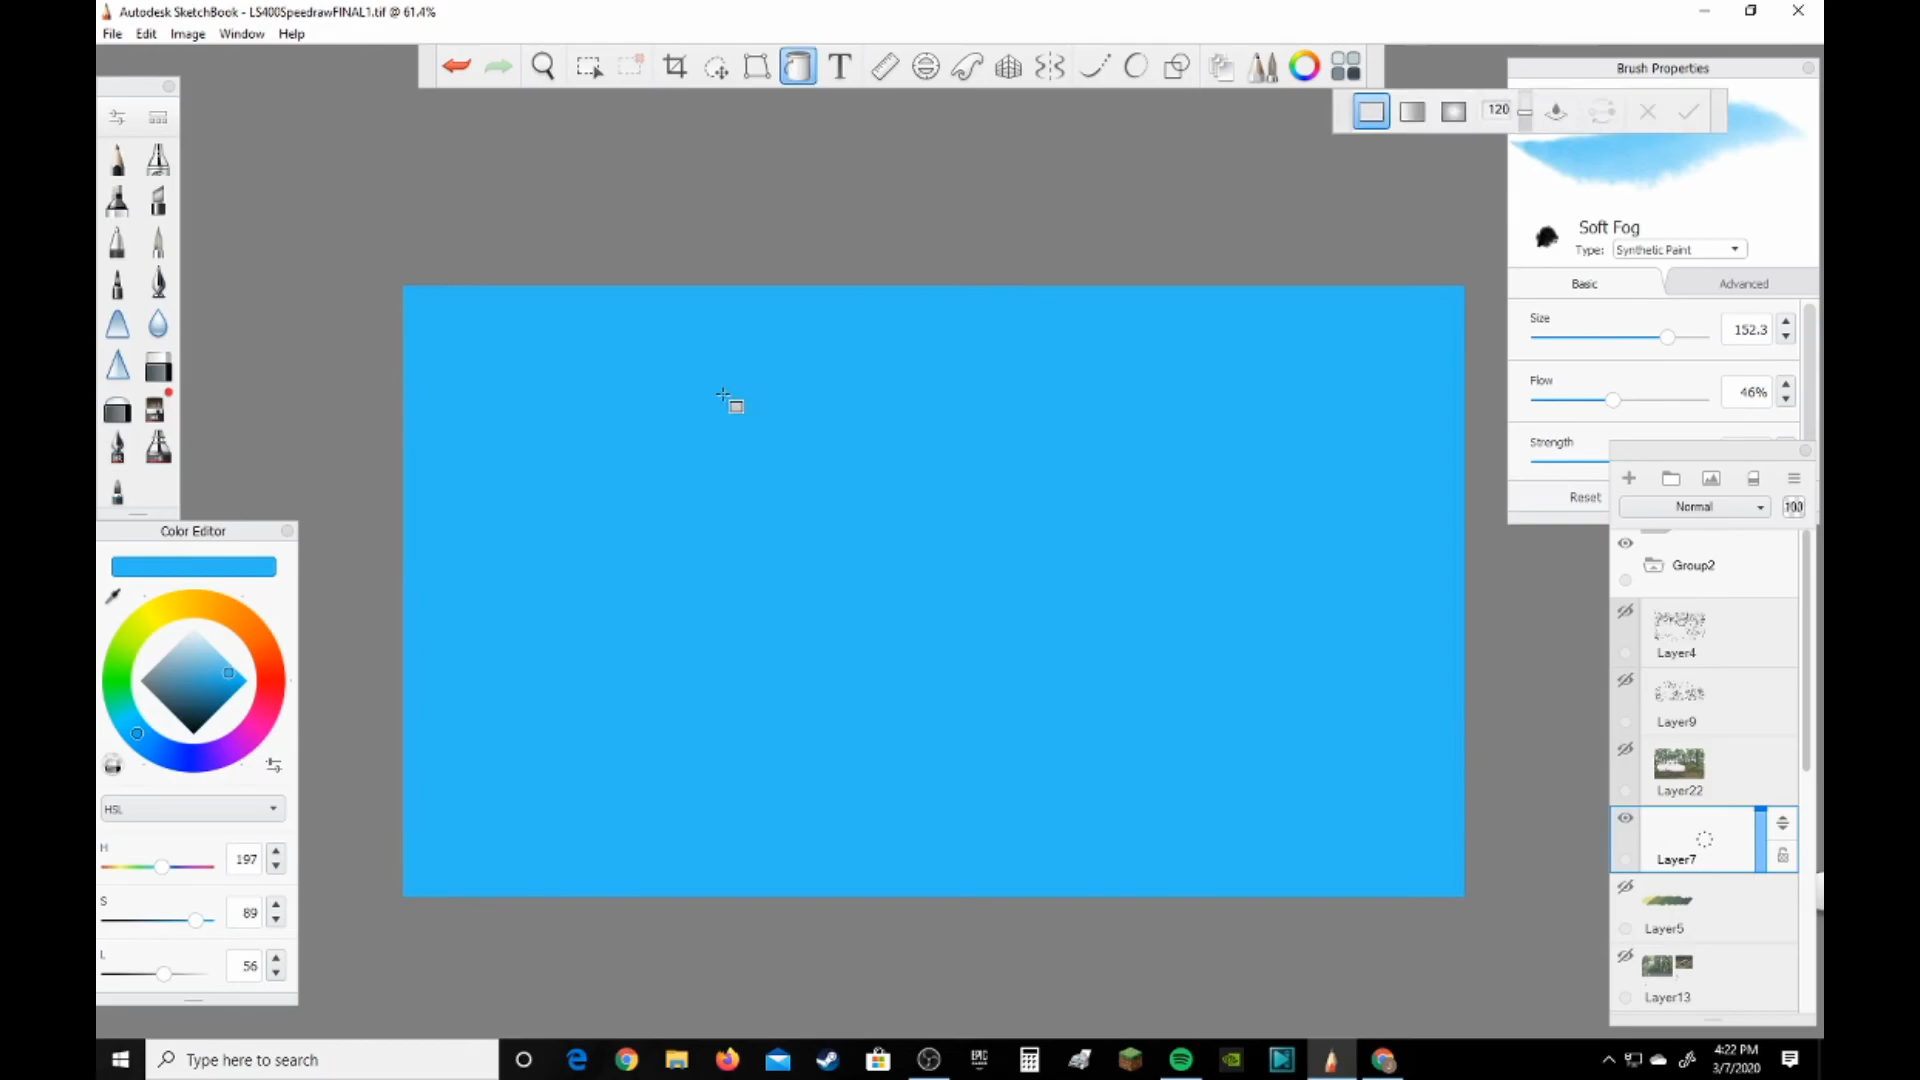 Autodesk SketchBook - LS400SpeedrawFINAL1.tif @ 61.4%
File Edit Image Window Help
T
Brush Properties
120
Soft Fog
Type: Synthetic Paint
Basic Advanced
Size
152.3
Flow
46%
Strength
Reset
Normal 100
Group2
Layer4
Layer9
Layer22
Layer7
Layer5
Layer13
Color Editor
HSL
H
197
S
89
L
56
Type here to search
EPIC
4:22 PM
3/7/2020